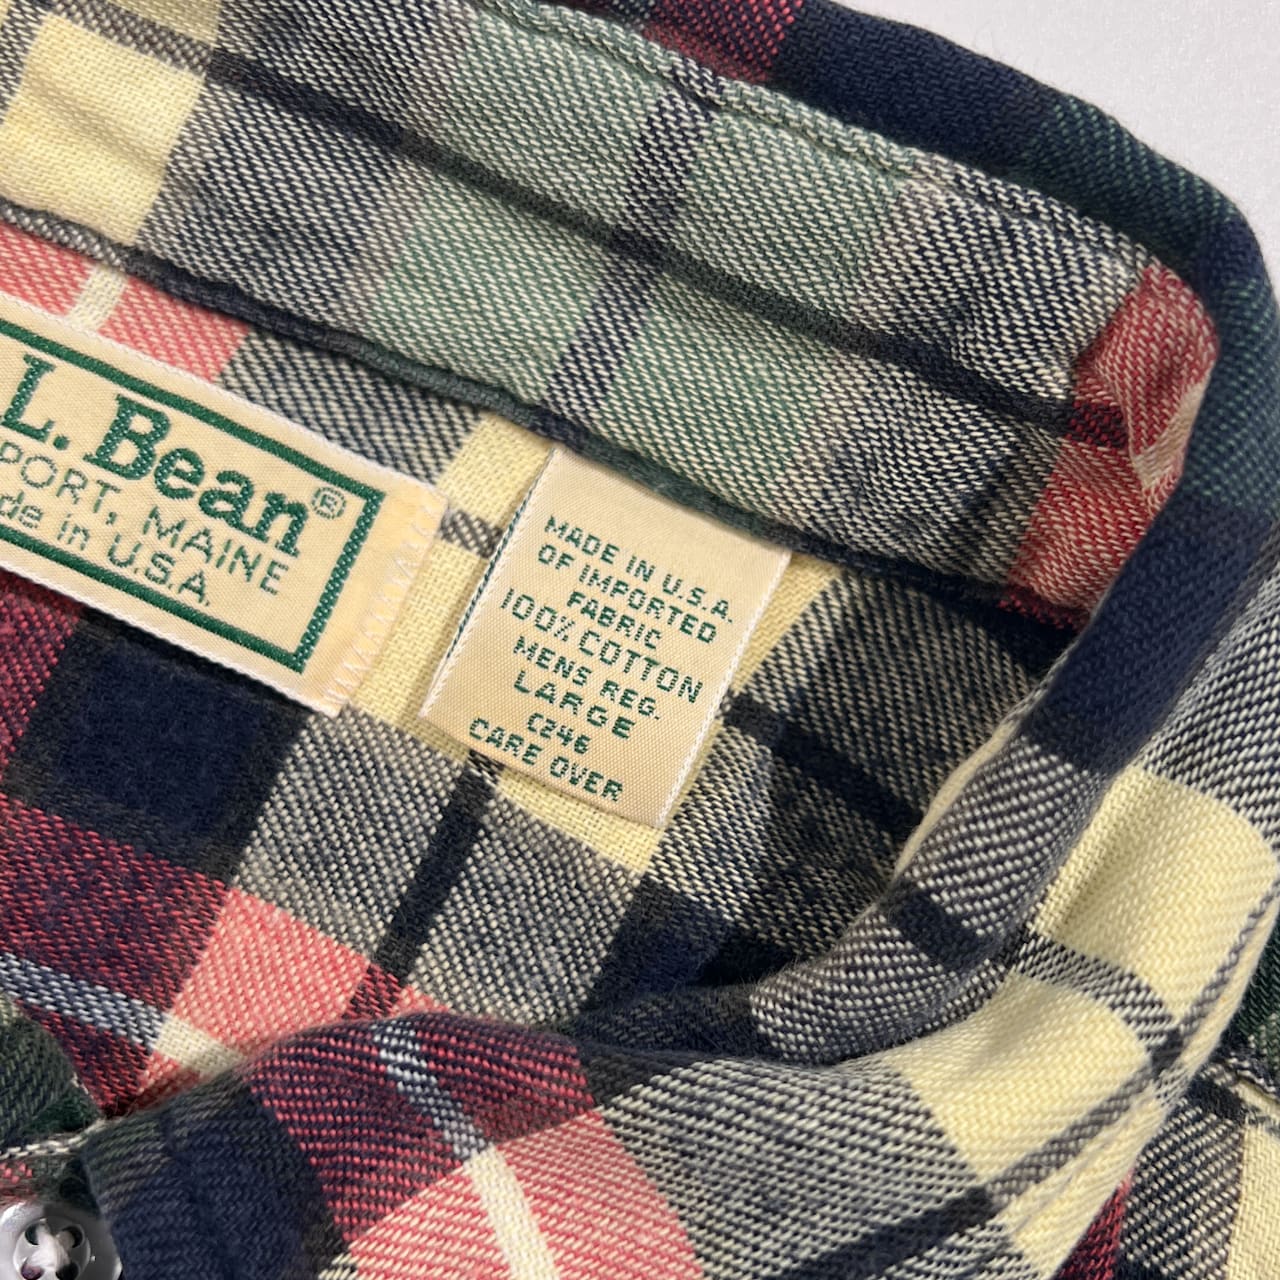 L. Bean®
PORT, MAINE
de in U.S.A.
MADE IN U.S.A.
OF IMPORTED
FABRIC
100% COTTON
MENS REG.
LARGE
C246
CARE OVER